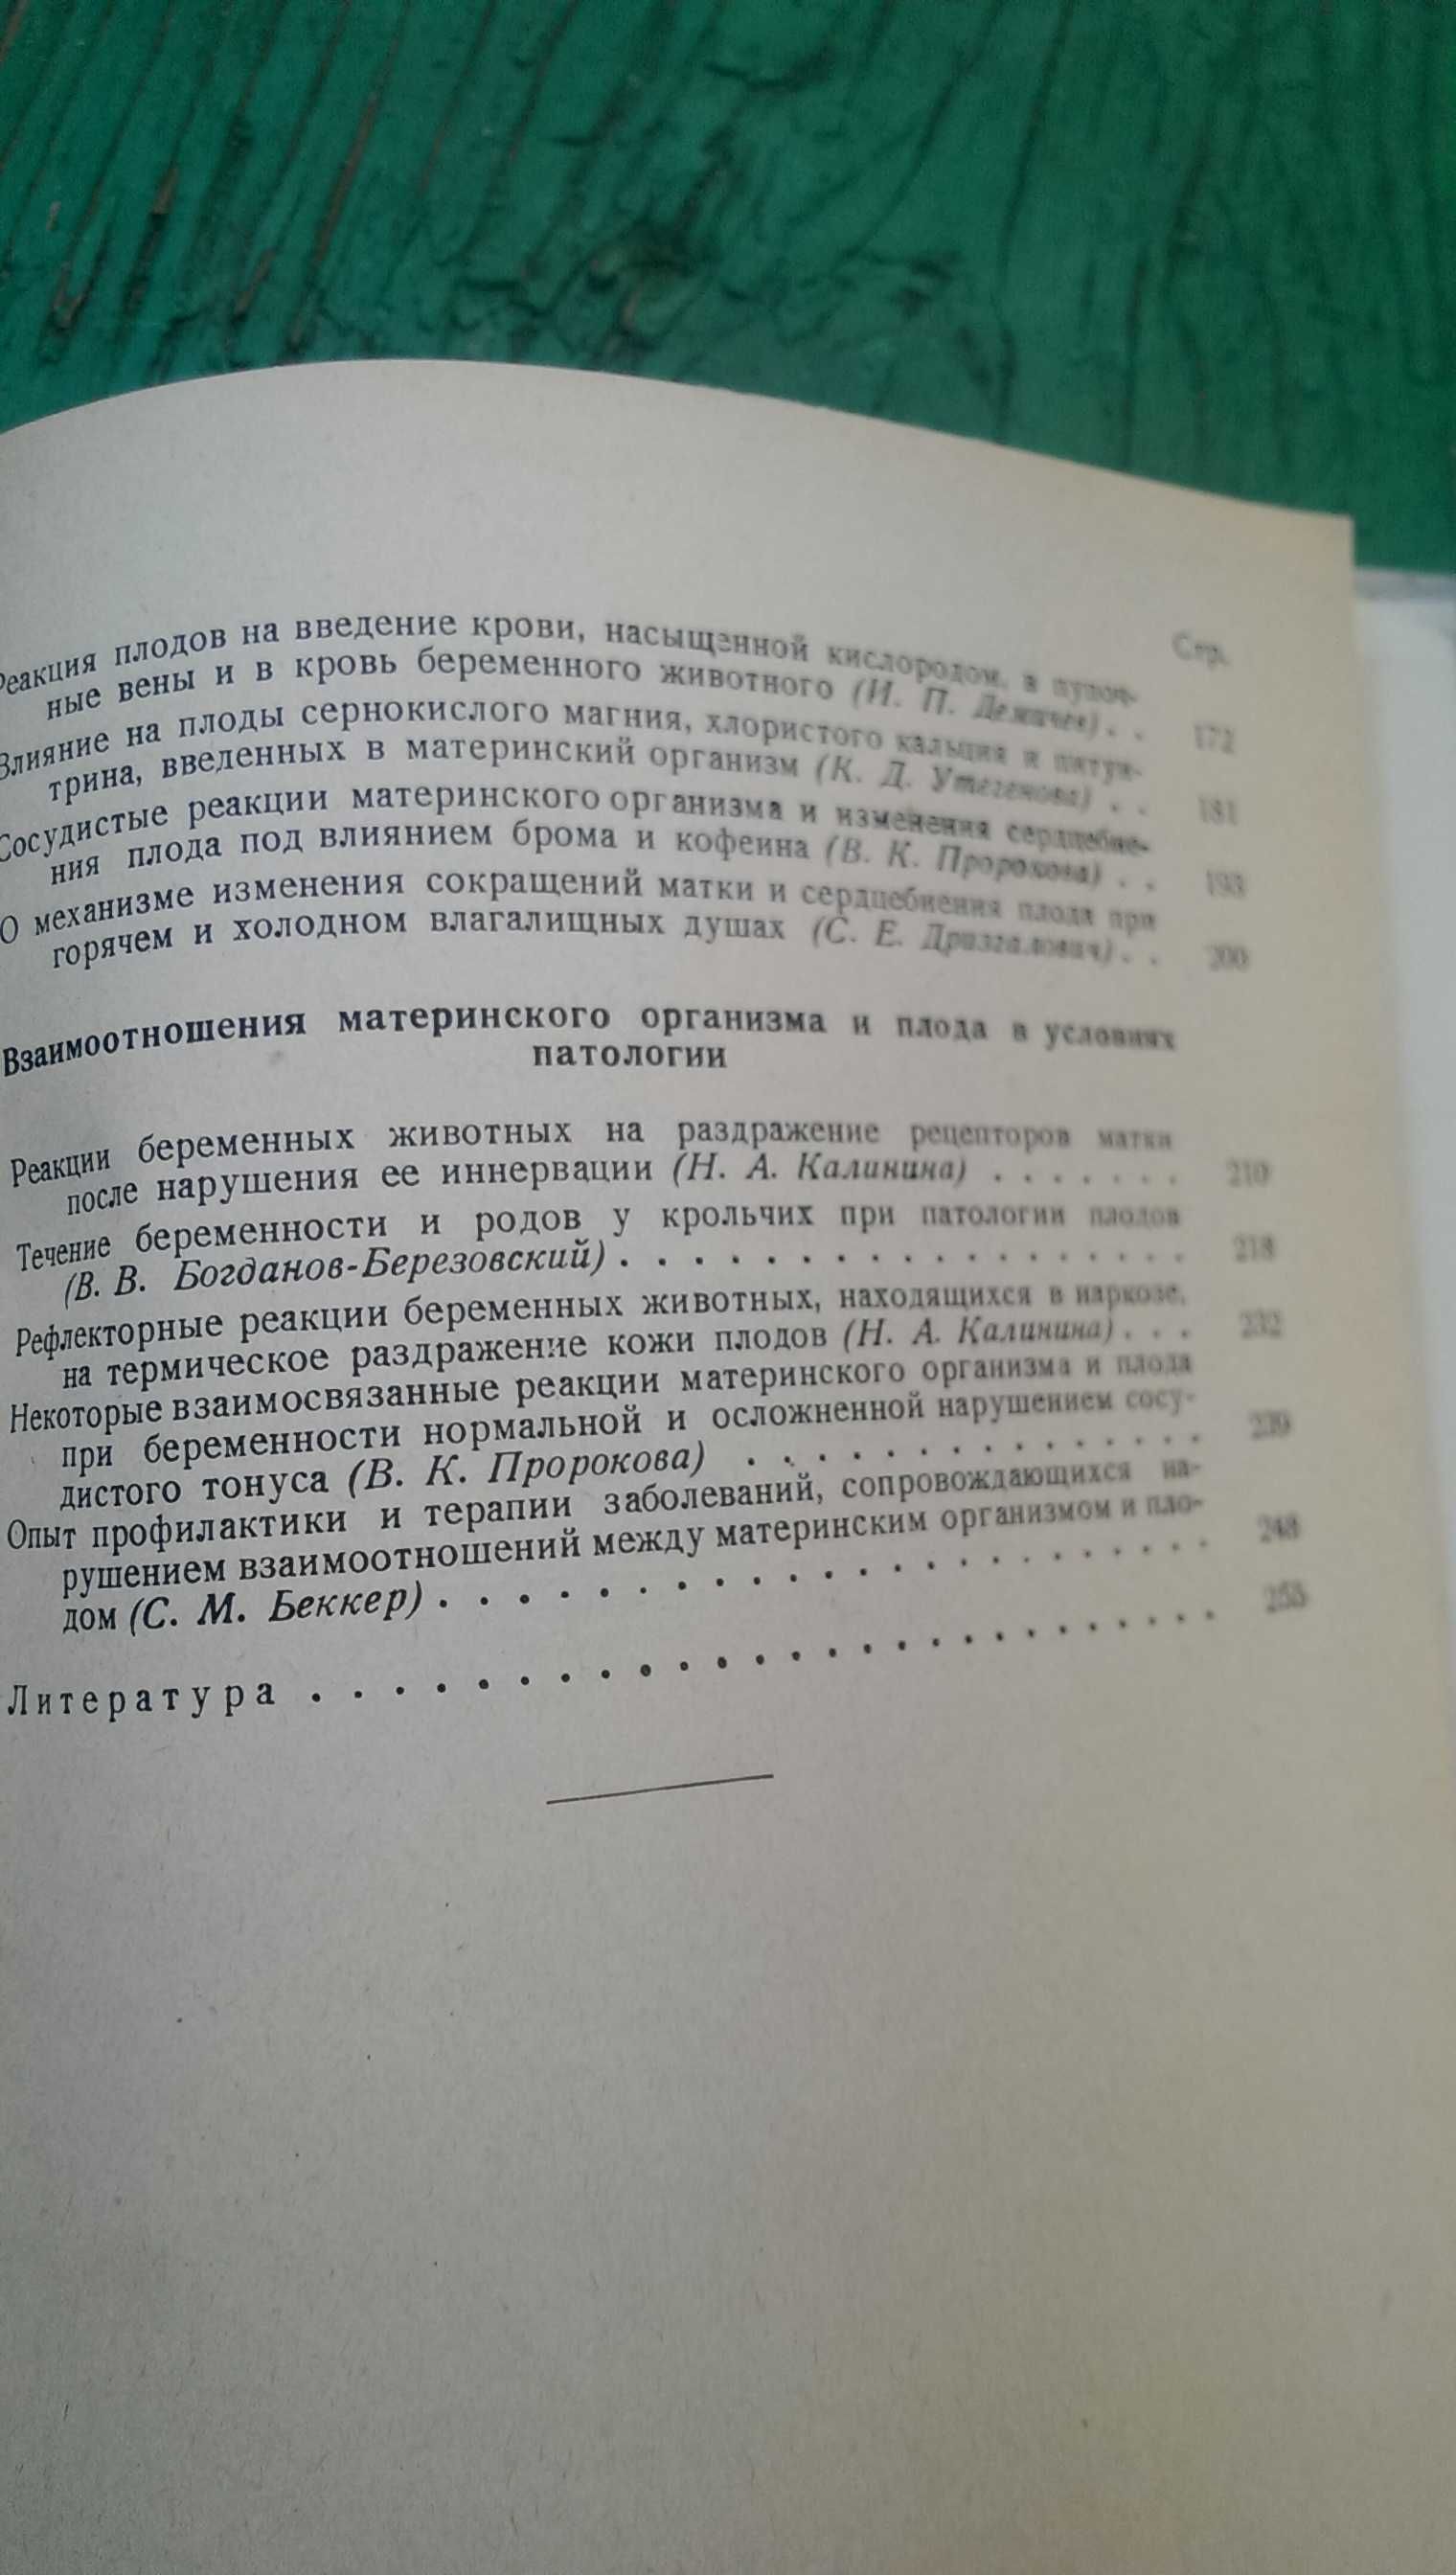 Стр.
Реакция плодов на введение крови, насыщенной кислородом, в пупоч-
ные вены и в кровь беременного животного (И. П. Демичев) . . 172
Влияние на плоды сернокислого магния, хлористого кальция и питуи-
трина, введенных в материнский организм (К. Д. Утегенова) . . 181
Сосудистые реакции материнского организма и изменения сердцебие-
ния плода под влиянием брома и кофеина (В. К. Пророкова) . . 193
О механизме изменения сокращений матки и сердцебиения плода при
горячем и холодном влагалищных душах (С. Е. Дризгалович) . . 200
Взаимоотношения материнского организма и плода в условиях
патологии
Реакции беременных животных на раздражение рецепторов матки
после нарушения ее иннервации (Н. А. Калинина) . . . . . . . 210
Течение беременности и родов у крольчих при патологии плодов
(В. В. Богданов-Березовский) . . . . . . . . . . . . . . . . 218
Рефлекторные реакции беременных животных, находящихся в наркозе,
на термическое раздражение кожи плодов (Н. А. Калинина) . . . 232
Некоторые взаимосвязанные реакции материнского организма и плода
при беременности нормальной и осложненной нарушением сосу-
дистого тонуса (В. К. Пророкова) . . . . . . . . . . . . . 239
Опыт профилактики и терапии заболеваний, сопровождающихся на-
рушением взаимоотношений между материнским организмом и пло-
дом (С. М. Беккер) . . . . . . . . . . . . . . . . . . . . 248
Литература . . . . . . . . . . . . . . . . . . . . . . . . 255